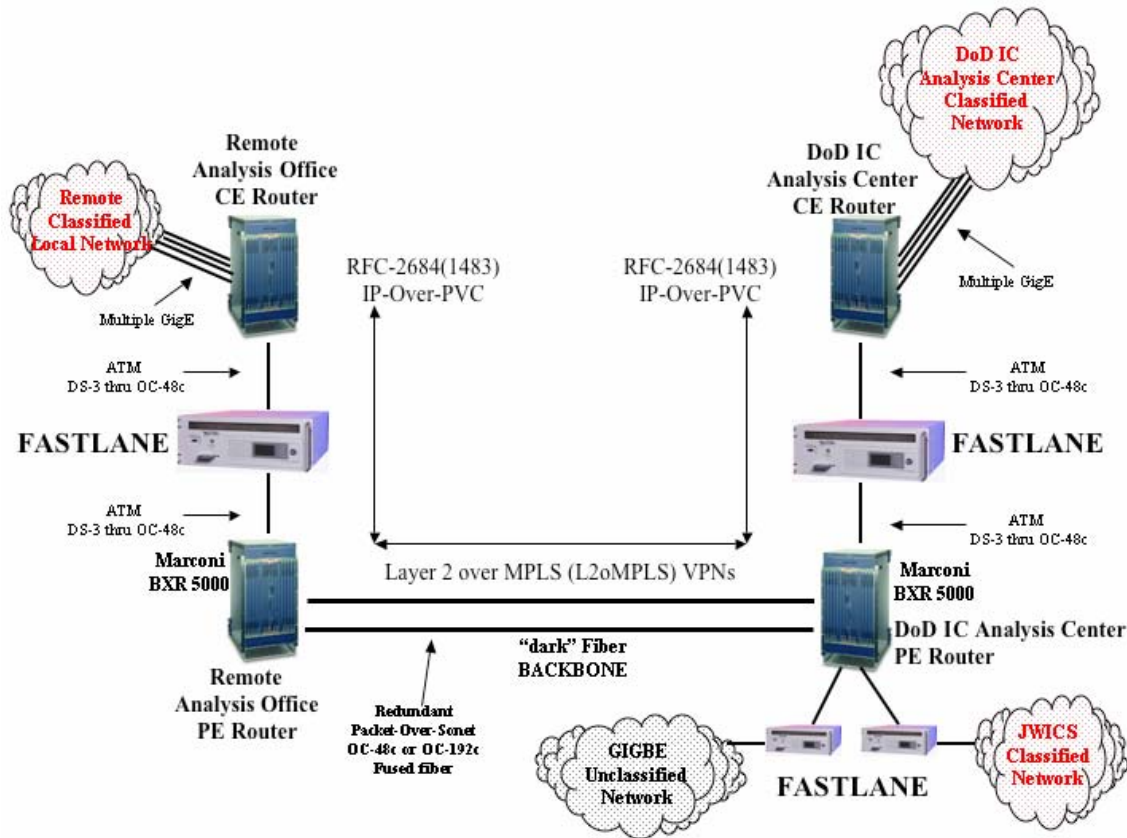 DoD IC
Analysis Center
Classified
Network
Remote
Analysis Office
CE Router
DoD IC
Analysis Center
CE Router
Remote
Classified
Local Network
RFC-2684(1483)
IP-Over-PVC
RFC-2684(1483)
IP-Over-PVC
Multiple GigE
Multiple GigE
ATM
DS-3 thru OC-48c
ATM
DS-3 thru OC-48c
FASTLANE
FASTLANE
ATM
DS-3 thru OC-48c
ATM
DS-3 thru OC-48c
Marconi
BXR 5000
Layer 2 over MPLS (L2oMPLS) VPNs
Marconi
BXR 5000
"dark" Fiber
BACKBONE
DoD IC Analysis Center
PE Router
Remote
Analysis Office
PE Router
Redundant
Packet-Over-Sonet
OC-48c or OC-192c
Fused fiber
GIGBE
Unclassified
Network
FASTLANE
JWICS
Classified
Network